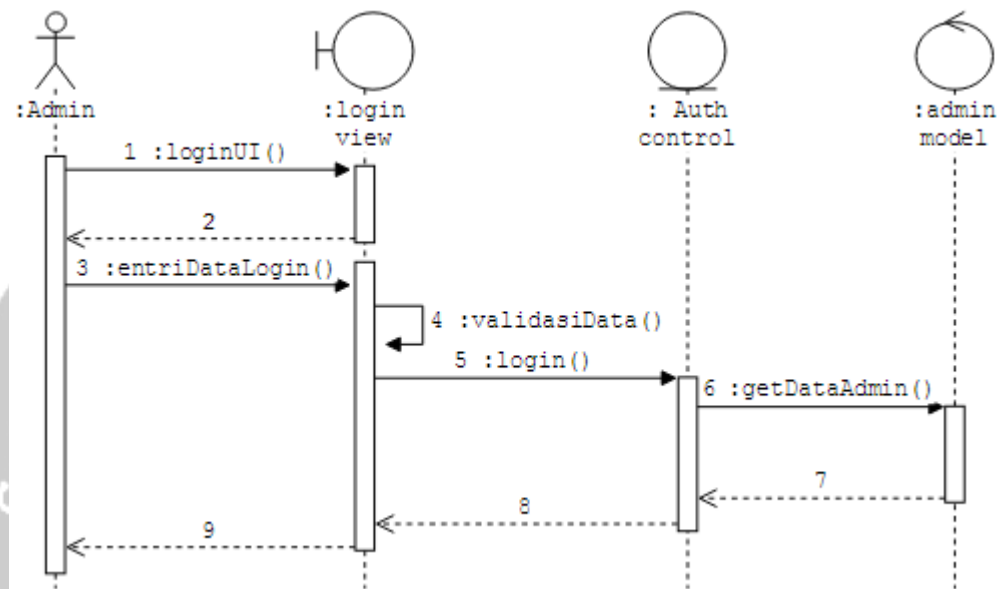 :Admin
:login
view
: Auth
control
:admin
model
1 :loginUI()
2
3 :entriDataLogin()
4 :validasiData()
5 :login()
6 :getDataAdmin()
7
8
9